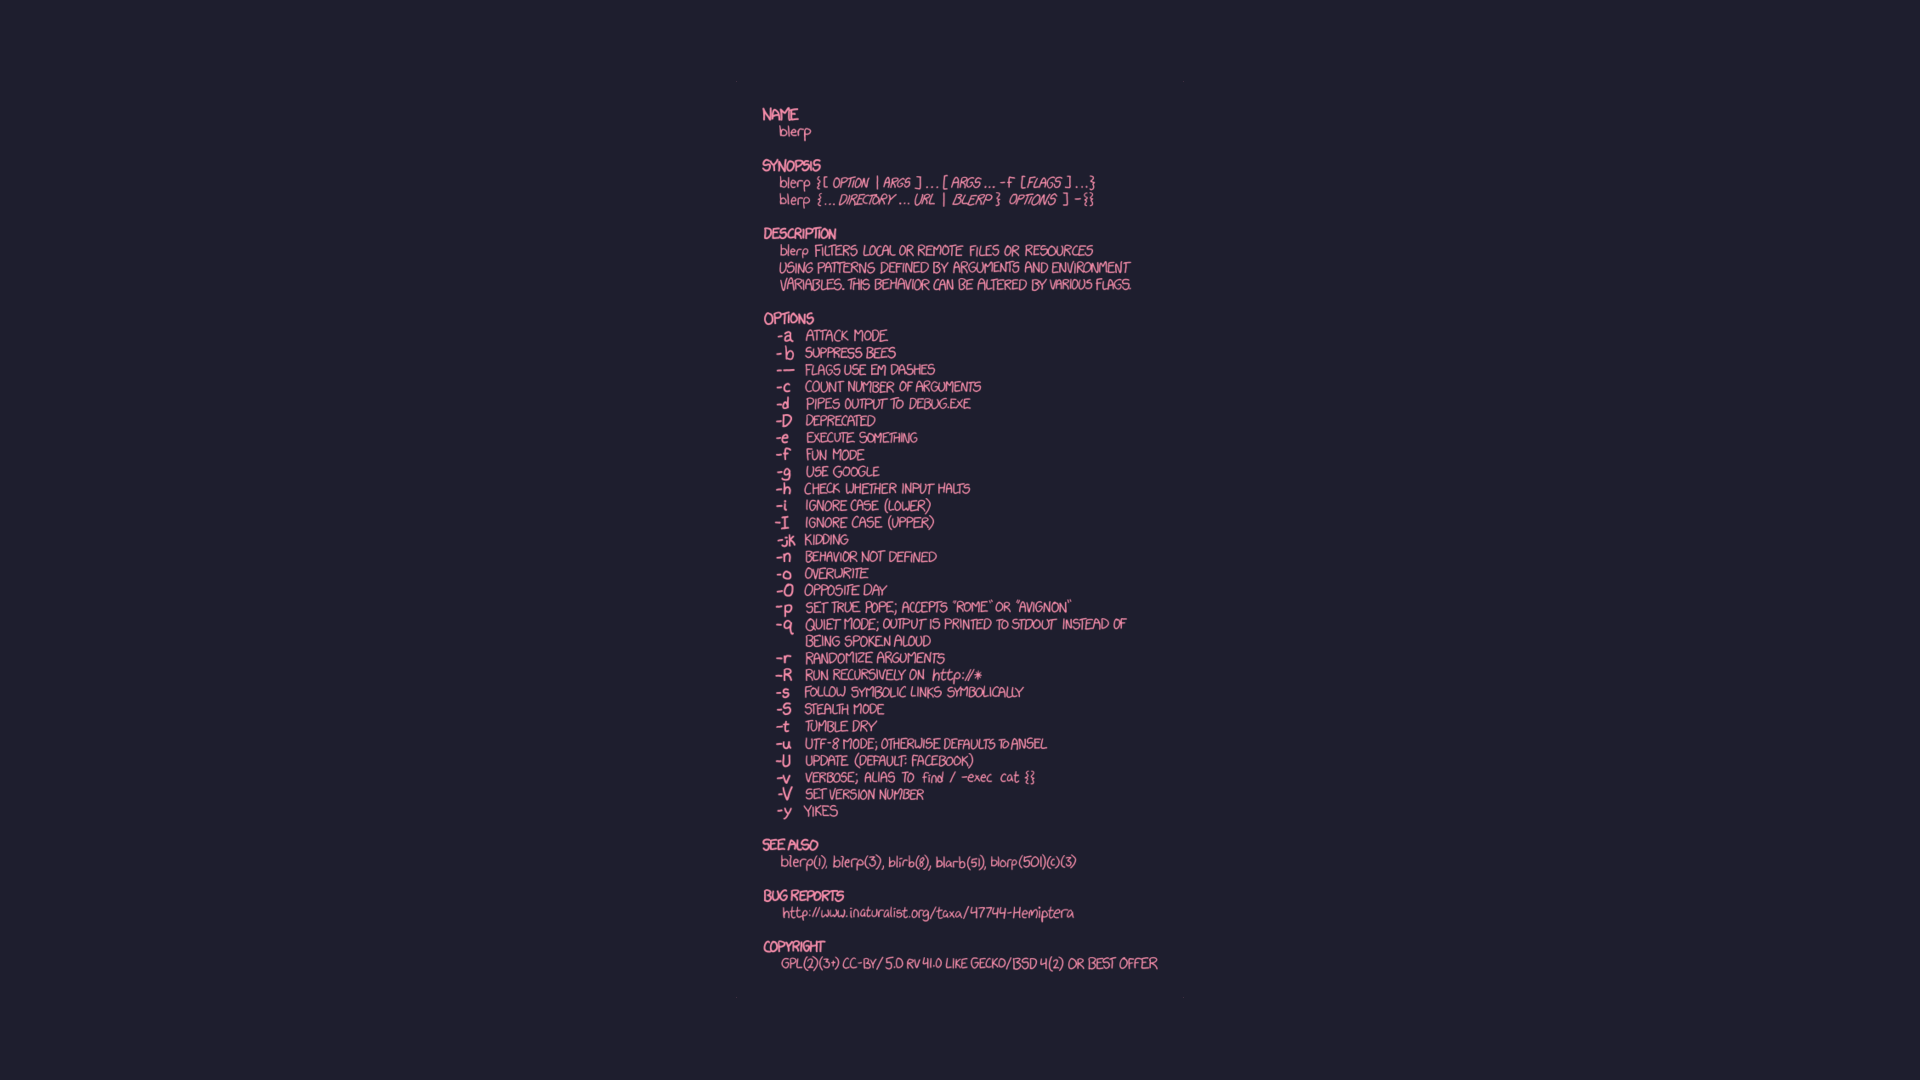 NAME
blerp
SYNOPSIS
blerp {[ OPTION | ARGS ]...[ ARGS ... -f [FLAGS] ...}
blerp {... DIRECTORY ... URL | BLERP } OPTIONS ] -{}
DESCRIPTION
blerp FILTERS LOCAL OR REMOTE FILES OR RESOURCES
USING PATTERNS DEFINED BY ARGUMENTS AND ENVIRONMENT
VARIABLES. THIS BEHAVIOR CAN BE ALTERED BY VARIOUS FLAGS.
OPTIONS
-a ATTACK MODE
-b SUPPRESS BEES
-— FLAGS USE EM DASHES
-c COUNT NUMBER OF ARGUMENTS
-d PIPES OUTPUT TO DEBUG.EXE
-D DEPRECATED
-e EXECUTE SOMETHING
-f FUN MODE
-g USE GOOGLE
-h CHECK WHETHER INPUT HALTS
-i IGNORE CASE (LOWER)
-I IGNORE CASE (UPPER)
-jk KIDDING
-n BEHAVIOR NOT DEFINED
-o OVERWRITE
-O OPPOSITE DAY
-p SET TRUE POPE; ACCEPTS "ROME" OR "AVIGNON"
-q QUIET MODE; OUTPUT IS PRINTED TO STDOUT INSTEAD OF
BEING SPOKEN ALOUD
-r RANDOMIZE ARGUMENTS
-R RUN RECURSIVELY ON http://*
-s FOLLOW SYMBOLIC LINKS SYMBOLICALLY
-S STEALTH MODE
-t TUMBLE DRY
-u UTF-8 MODE; OTHERWISE DEFAULTS TO ANSEL
-U UPDATE (DEFAULT: FACEBOOK)
-v VERBOSE; ALIAS TO find / -exec cat {}
-V SET VERSION NUMBER
-y YIKES
SEE ALSO
blerp(1), blerp(3), blirb(8), blarb(51), blorp(501)(c)(3)
BUG REPORTS
http://www.inaturalist.org/taxa/47744-Hemiptera
COPYRIGHT
GPL(2)(3+) CC-BY/5.0 RV 41.0 LIKE GECKO/BSD 4(2) OR BEST OFFER